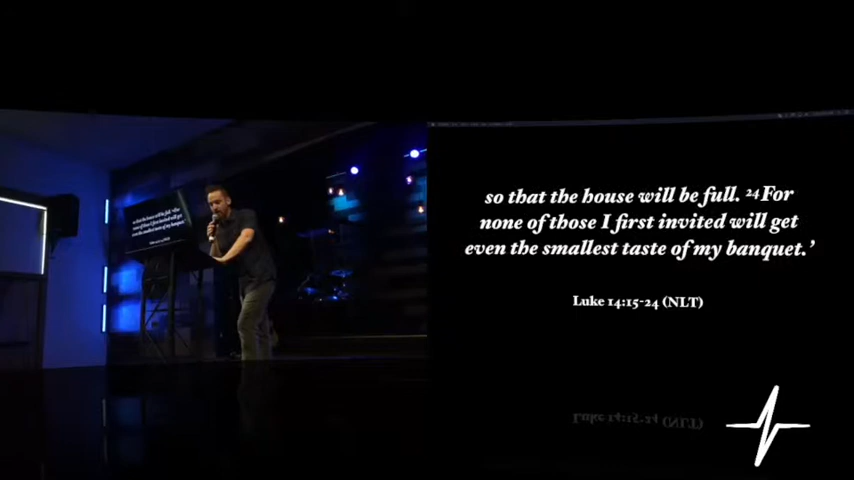 so that the house will be full. 24For
none of those I first invited will get
even the smallest taste of my banquet.’
Luke 14:15-24 (NLT)